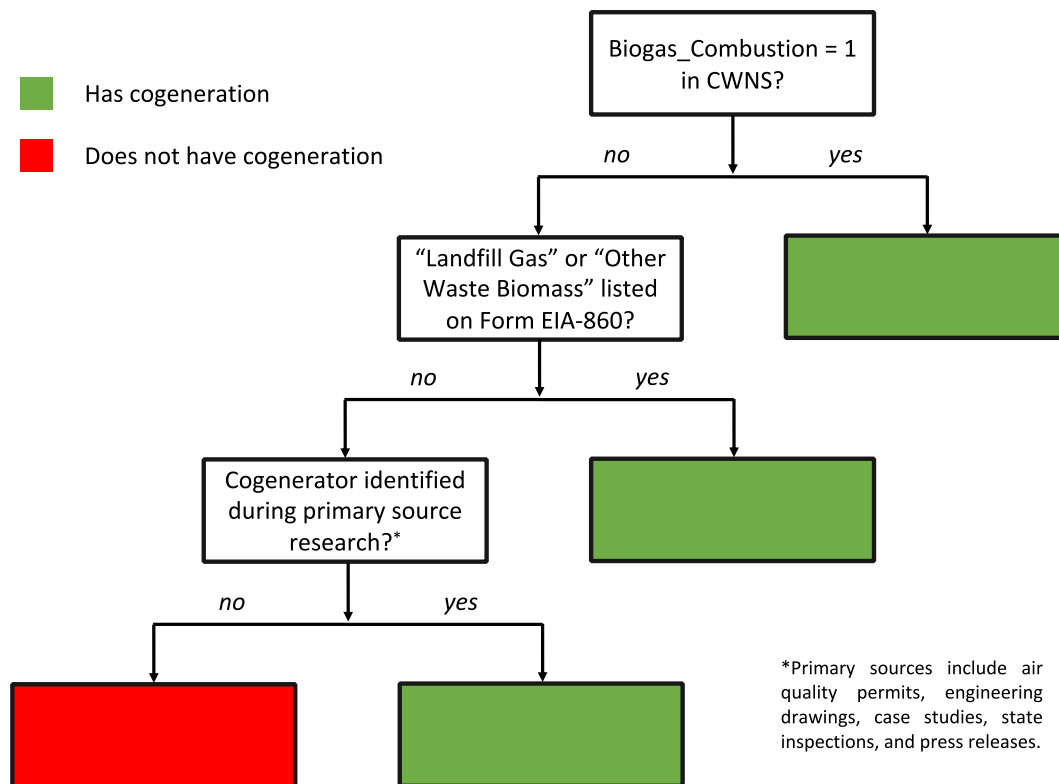 Biogas_Combustion = 1
in CWNS?
Has cogeneration
Does not have cogeneration
no
yes
“Landfill Gas” or “Other
Waste Biomass” listed
on Form EIA-860?
no
yes
Cogenerator identified
during primary source
research?*
no
yes
*Primary sources include air
quality permits, engineering
drawings, case studies, state
inspections, and press releases.